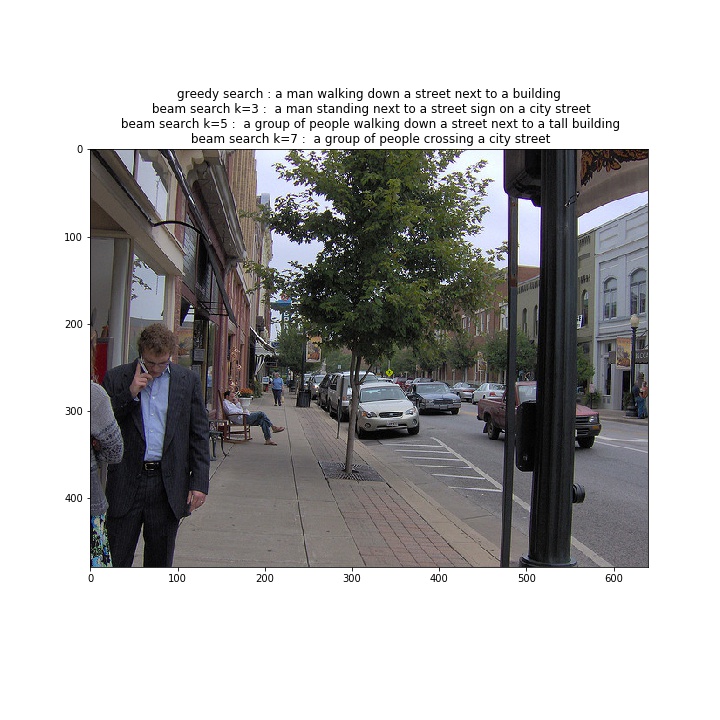 greedy search : a man walking down a street next to a building
beam search k=3 :  a man standing next to a street sign on a city street
beam search k=5 :  a group of people walking down a street next to a tall building
beam search k=7 :  a group of people crossing a city street
0
100
200
300
400
0 100 200 300 400 500 600